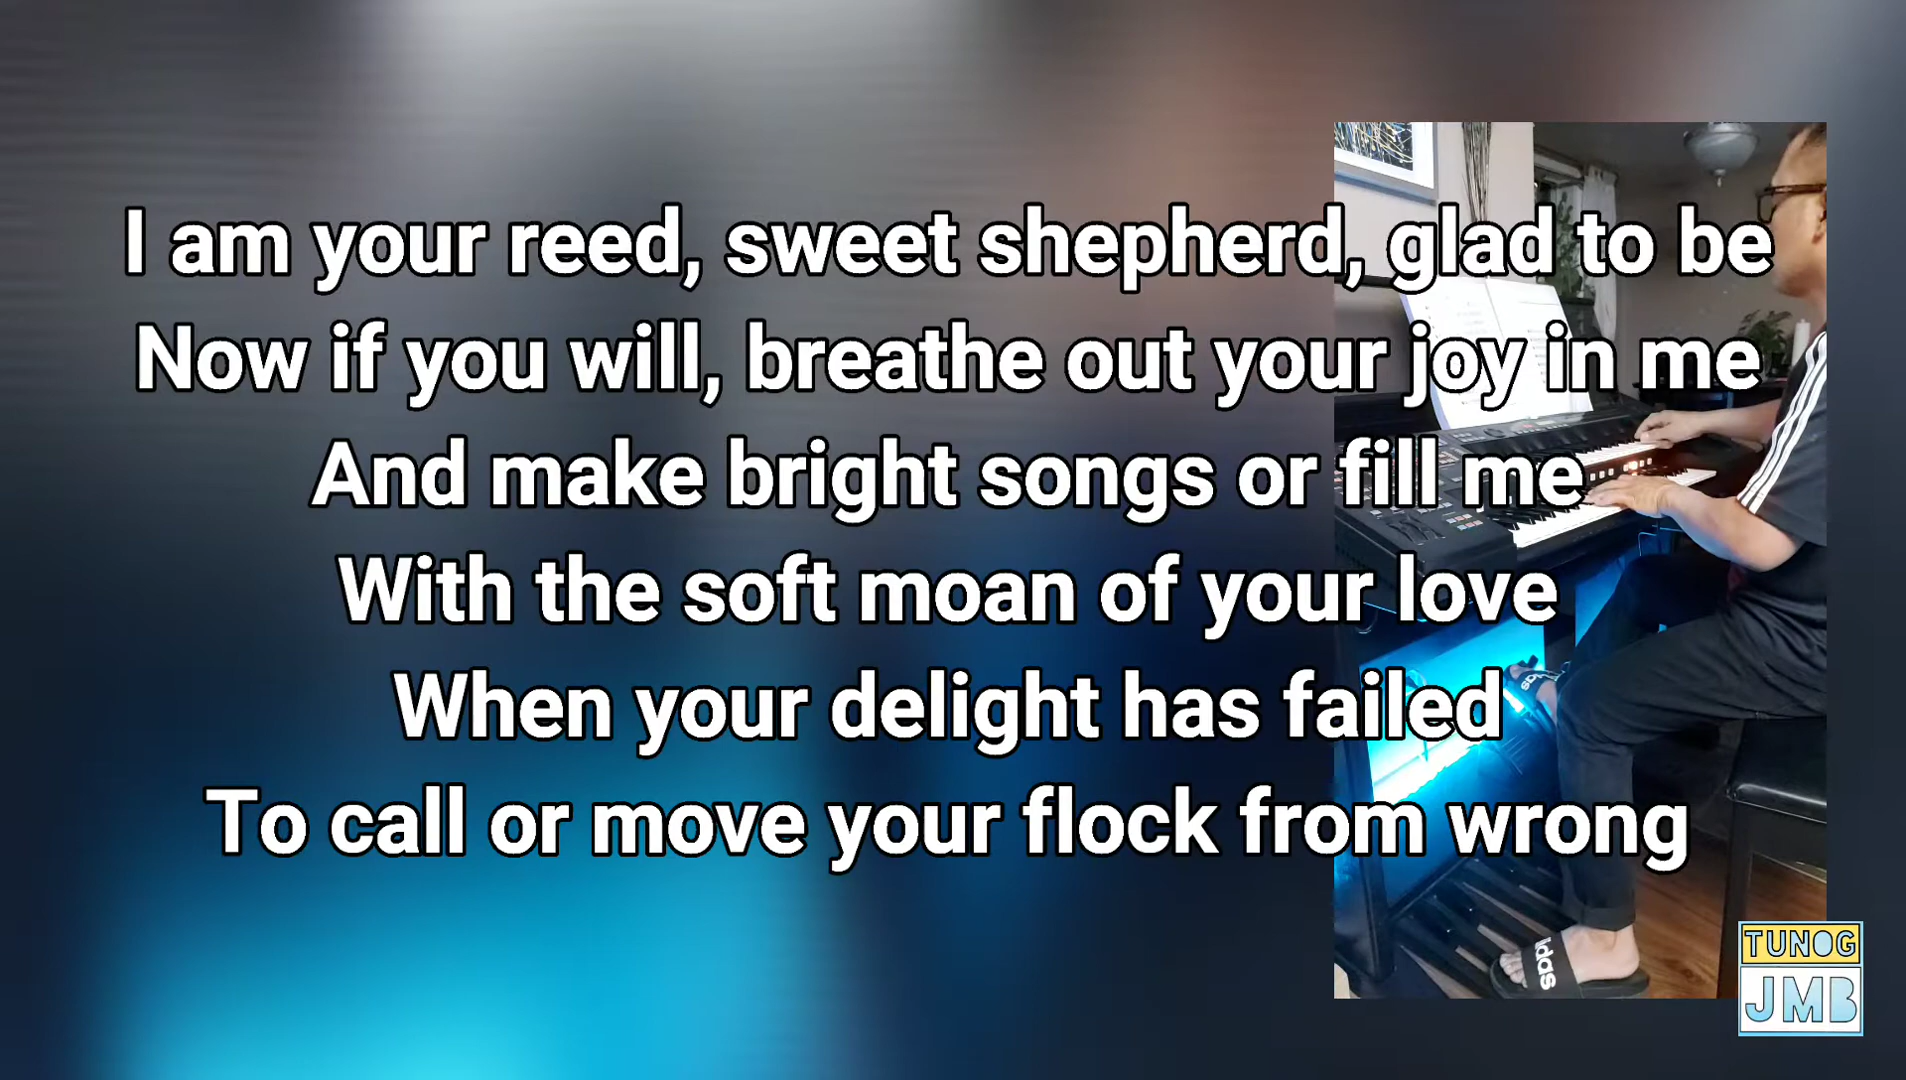 I am your reed, sweet shepherd, glad to be
Now if you will, breathe out your joy in me
And make bright songs or fill me
With the soft moan of your love
When your delight has failed
To call or move your flock from wrong
adidas
TUNOG
JMB